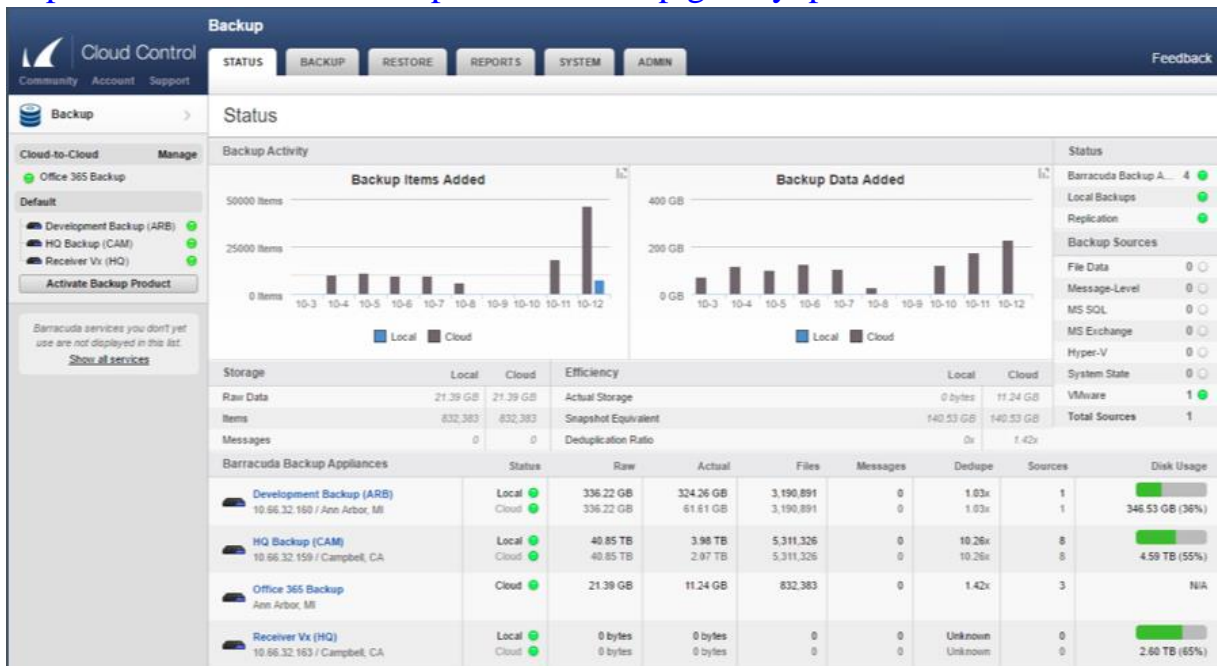 Backup
Cloud Control
Community Account Support
STATUS BACKUP RESTORE REPORTS SYSTEM ADMIN
Feedback
Backup
Cloud-to-Cloud Manage
Office 365 Backup
Default
Development Backup (ARB)
HQ Backup (CAM)
Receiver Vx (HQ)
Activate Backup Product
Barracuda services you don't yet
use are not displayed in this list.
Show all services
Status
Backup Activity
Backup Items Added
50000 Items
25000 Items
0 Items
10-3 10-4 10-5 10-6 10-7 10-8 10-9 10-10 10-11 10-12
Local Cloud
Backup Data Added
400 GB
200 GB
0 GB
10-3 10-4 10-5 10-6 10-7 10-8 10-9 10-10 10-11 10-12
Local Cloud
Status
Barracuda Backup A... 4
Local Backups
Replication
Backup Sources
File Data 0
Message-Level 0
MS SQL 0
MS Exchange 0
Hyper-V 0
System State 0
VMware 1
Total Sources 1
Storage Local Cloud
Raw Data 21.39 GB 21.39 GB
Items 832,383 832,383
Messages 0 0
Efficiency Local Cloud
Actual Storage 0 bytes 11.24 GB
Snapshot Equivalent 140.53 GB 140.53 GB
Deduplication Ratio 0x 1.42x
Barracuda Backup Appliances Status Raw Actual Files Messages Dedupe Sources Disk Usage
Development Backup (ARB) Local 336.22 GB 324.26 GB 3,190,891 0 1.03x 1
10.66.32.160 / Ann Arbor, MI Cloud 336.22 GB 61.61 GB 3,190,891 0 1.03x 1 346.53 GB (36%)
HQ Backup (CAM) Local 40.85 TB 3.98 TB 5,311,326 0 10.26x 8
10.66.32.159 / Campbell, CA Cloud 40.85 TB 2.97 TB 5,311,326 0 10.26x 8 4.59 TB (55%)
Office 365 Backup Cloud 21.39 GB 11.24 GB 832,383 0 1.42x 3 N/A
Ann Arbor, MI
Receiver Vx (HQ) Local 0 bytes 0 bytes 0 0 Unknown 0
10.66.32.163 / Campbell, CA Cloud 0 bytes 0 bytes 0 0 Unknown 0 2.60 TB (65%)